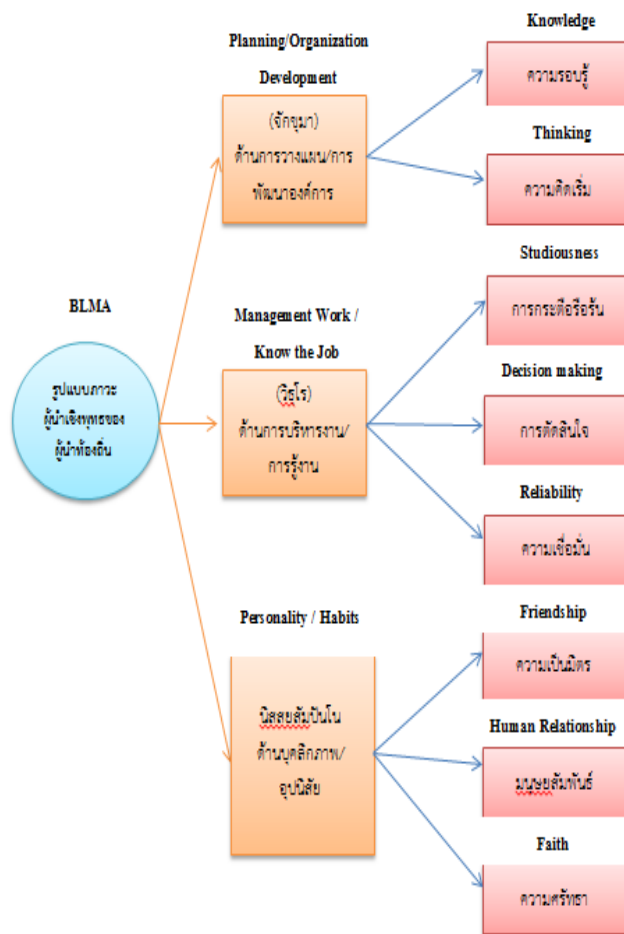 Knowledge
ความรอบรู้
Planning/Organization
Development
(จักขุมา)
ด้านการวางแผน/การ
พัฒนาองค์การ
Thinking
ความคิดเริ่ม
BLMA
รูปแบบภาวะ
ผู้นำเชิงพุทธของ
ผู้นำท้องถิ่น
Management Work /
Know the Job
(วิธูโร)
ด้านการบริหารงาน/
การรู้งาน
Studiousness
การกระตือรือร้น
Decision making
การตัดสินใจ
Reliability
ความเชื่อมั่น
Personality / Habits
นิสสยสัมปันโน
ด้านบุคลิกภาพ/
อุปนิสัย
Friendship
ความเป็นมิตร
Human Relationship
มนุษยสัมพันธ์
Faith
ความศรัทธา